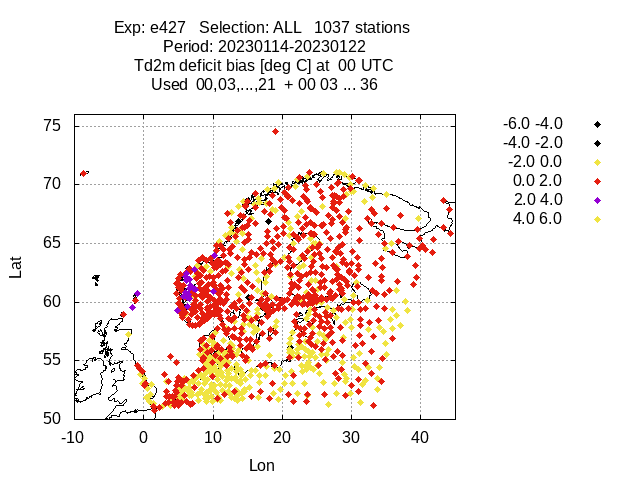 Exp: e427   Selection: ALL   1037 stations
Period: 20230114-20230122
Td2m deficit bias [deg C] at  00 UTC
Used  00,03,...,21  + 00 03 ... 36
-6.0 -4.0
-4.0 -2.0
-2.0 0.0
0.0 2.0
2.0 4.0
4.0 6.0
75
70
65
60
55
50
Lat
-10 0 10 20 30 40
Lon